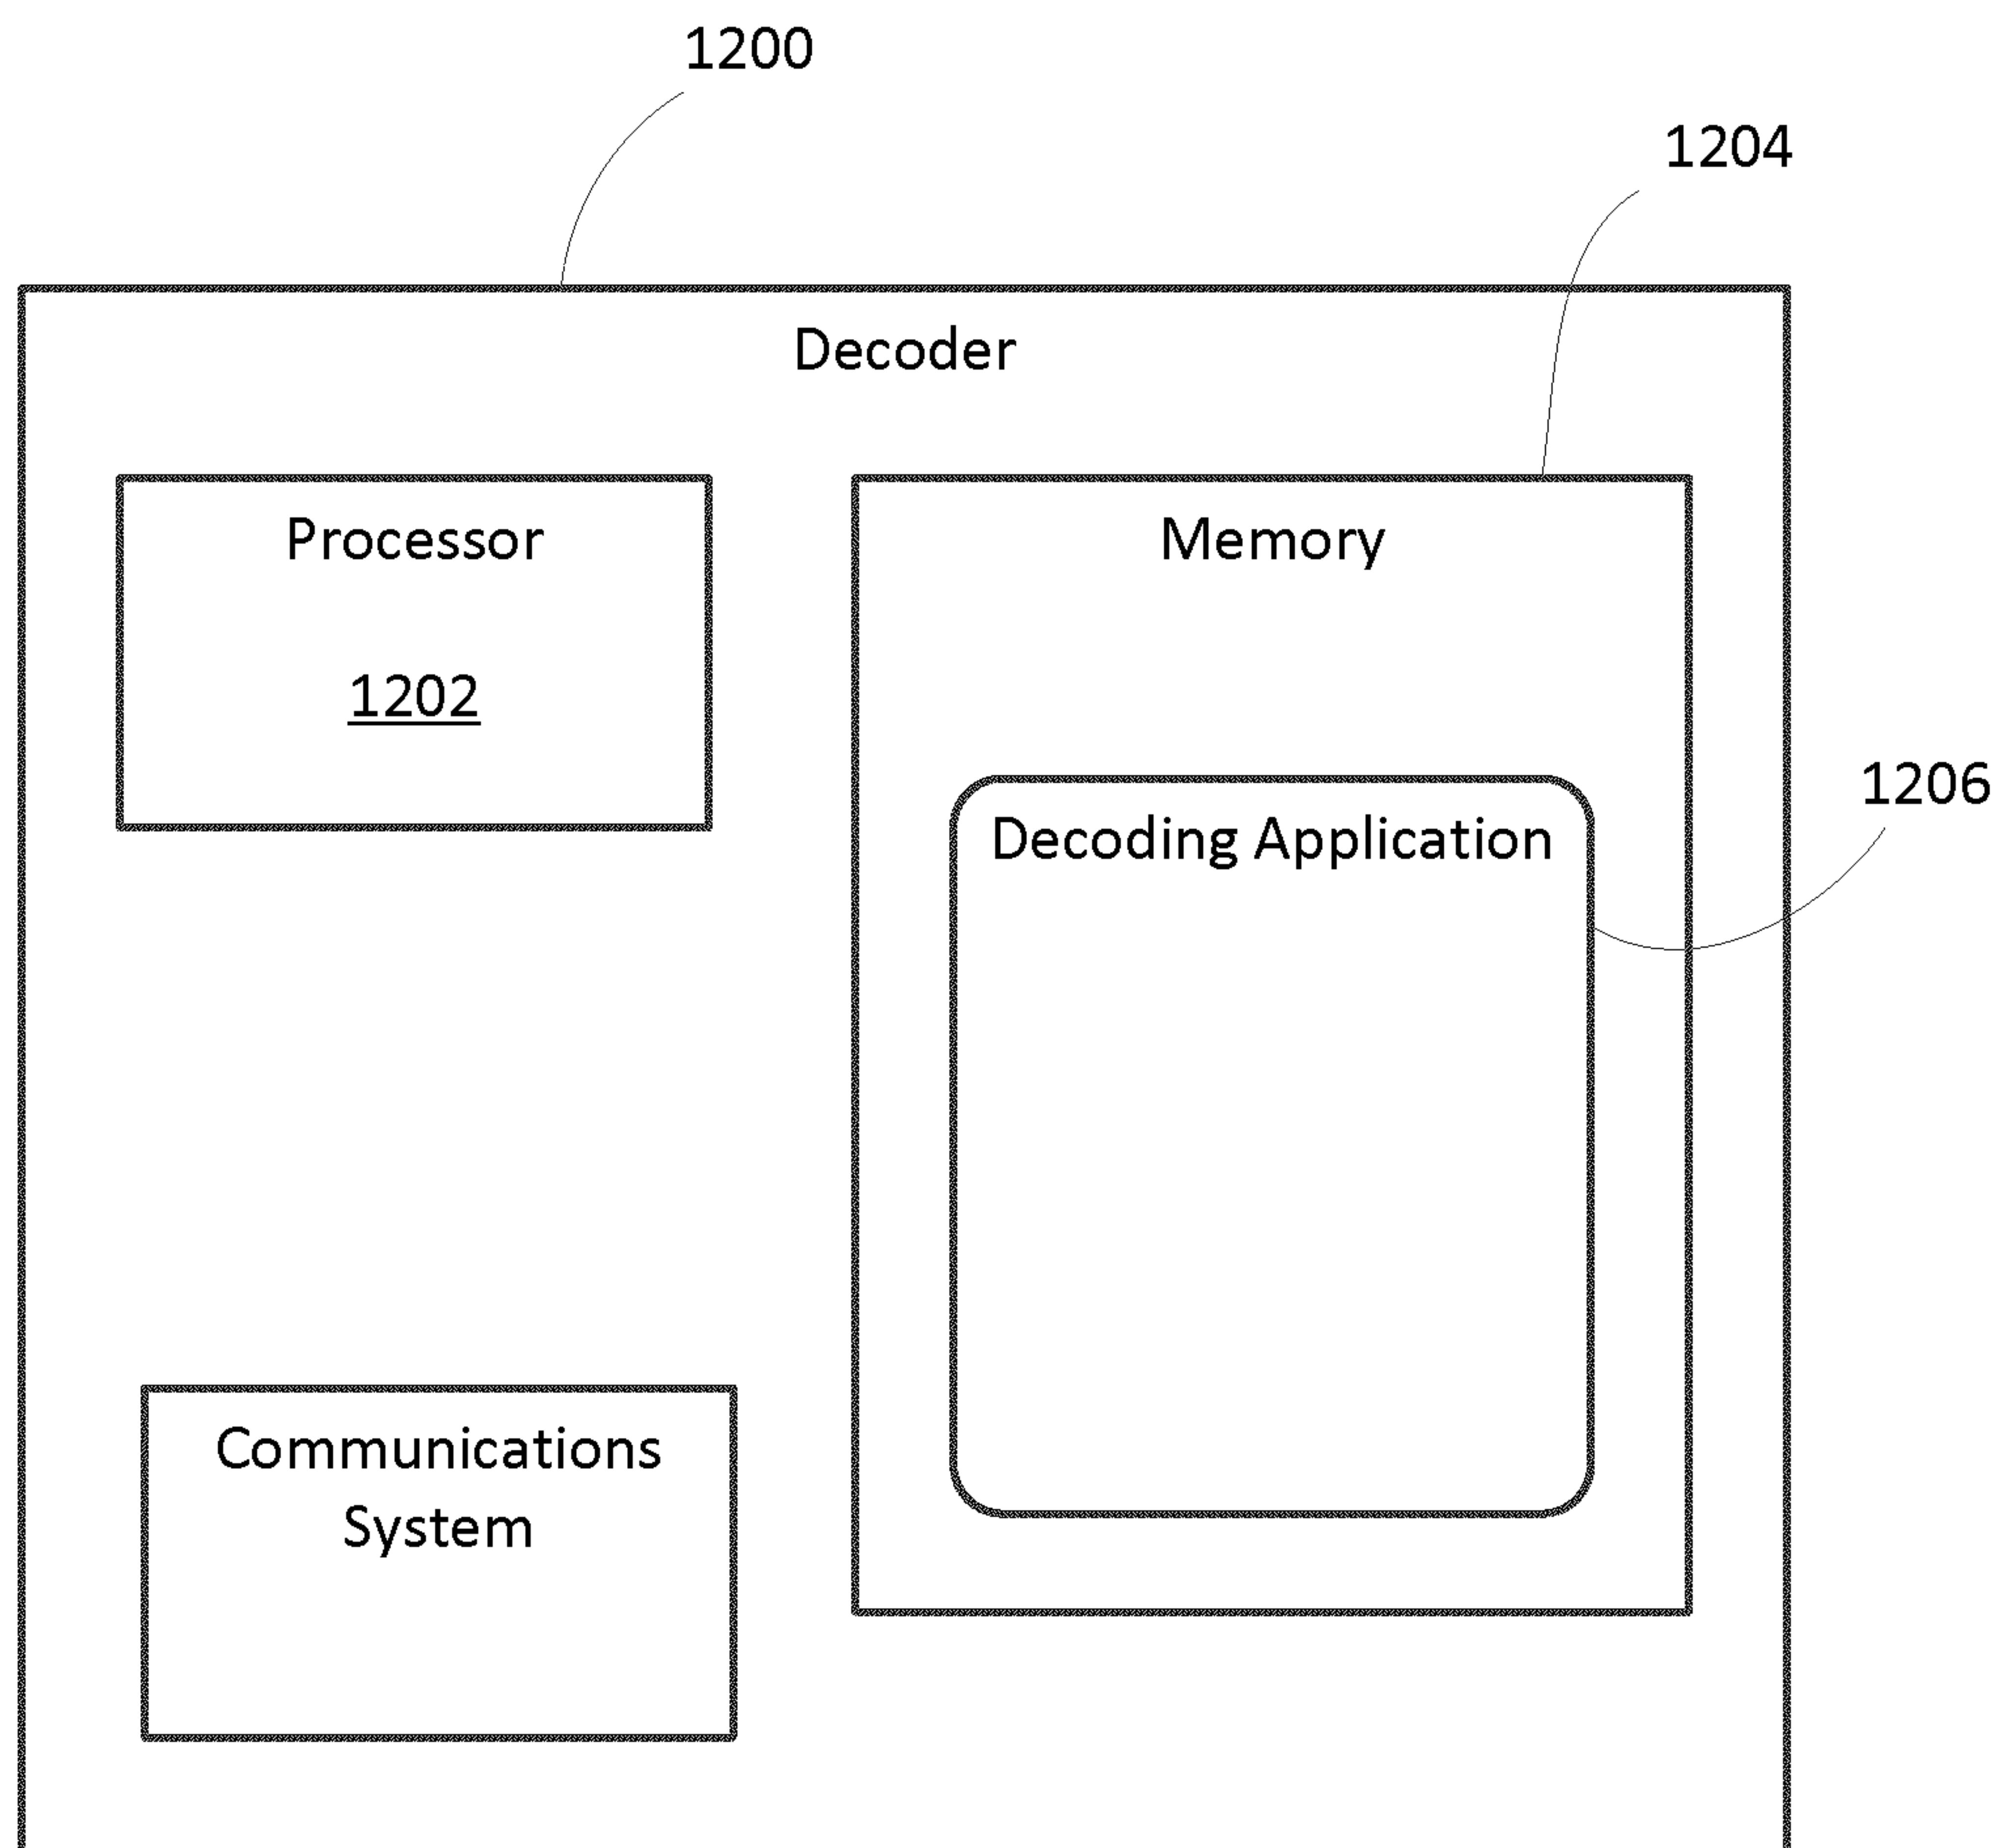 1200
1204
Decoder
Processor
1202
Memory
1206
Decoding Application
Communications
System